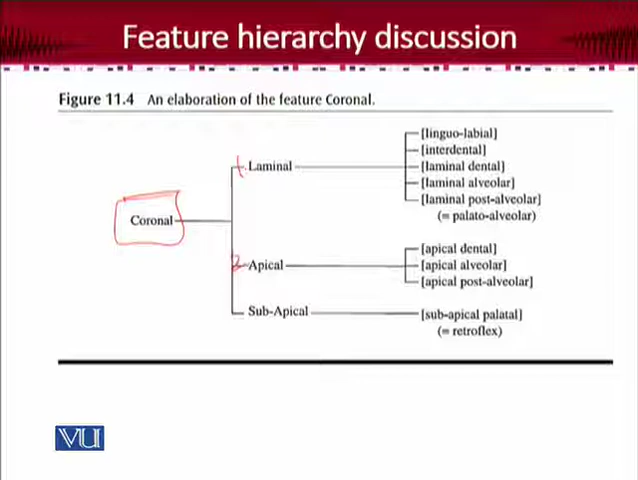 Feature hierarchy discussion
Figure 11.4 An elaboration of the feature Coronal.
Coronal
1 Laminal
[linguo-labial]
[interdental]
[laminal dental]
[laminal alveolar]
[laminal post-alveolar]
(= palato-alveolar)
2 Apical
[apical dental]
[apical alveolar]
[apical post-alveolar]
Sub-Apical
[sub-apical palatal]
(= retroflex)
VU